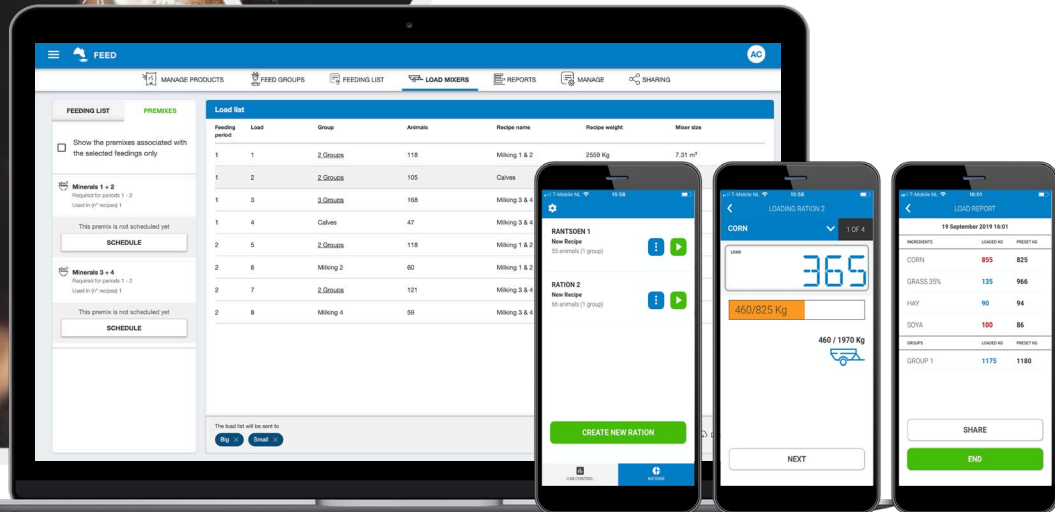 FEED
AC
MANAGE PRODUCTS
FEED GROUPS
FEEDING LIST
LOAD MIXERS
REPORTS
MANAGE
SHARING
FEEDING LIST
PREMIXES
Show the premixes associated with
the selected feedings only
Minerals 1 + 2
Required for periods 1 - 2
Used in (n° recipes) 1
This premix is not scheduled yet
SCHEDULE
Minerals 3 + 4
Required for periods 1 - 2
Used in (n° recipes) 1
This premix is not scheduled yet
SCHEDULE
Load list
Feeding period Load Group Animals Recipe name Recipe weight Mixer size
1 1 2 Groups 118 Milking 1 & 2 2559 Kg 7.31 m³
1 2 2 Groups 105 Calves
1 3 3 Groups 168 Milking 3 & 4
1 4 Calves 47 Milking 3 & 4
2 5 2 Groups 118 Milking 1 & 2
2 6 Milking 2 60 Milking 1 & 2
2 7 2 Groups 121 Milking 3 & 4
2 8 Milking 4 59 Milking 3 & 4
The load list will be sent to
Big ×
Small ×
T-Mobile NL 15:58
RANTSOEN 1
New Recipe
55 animals (1 group)
RATION 2
New Recipe
66 animals (1 group)
CREATE NEW RATION
CAB CONTROL
RATIONS
T-Mobile NL 15:58
LOADING RATION 2
CORN
1 OF 4
LOAD
365
460/825 Kg
460 / 1970 Kg
NEXT
T-Mobile NL 16:01
LOAD REPORT
19 September 2019 16:01
INGREDIENTS LOADED KG PRESET KG
CORN 855 825
GRASS 35% 135 966
HAY 90 94
SOYA 100 86
GROUPS LOADED KG PRESET KG
GROUP 1 1175 1180
SHARE
END